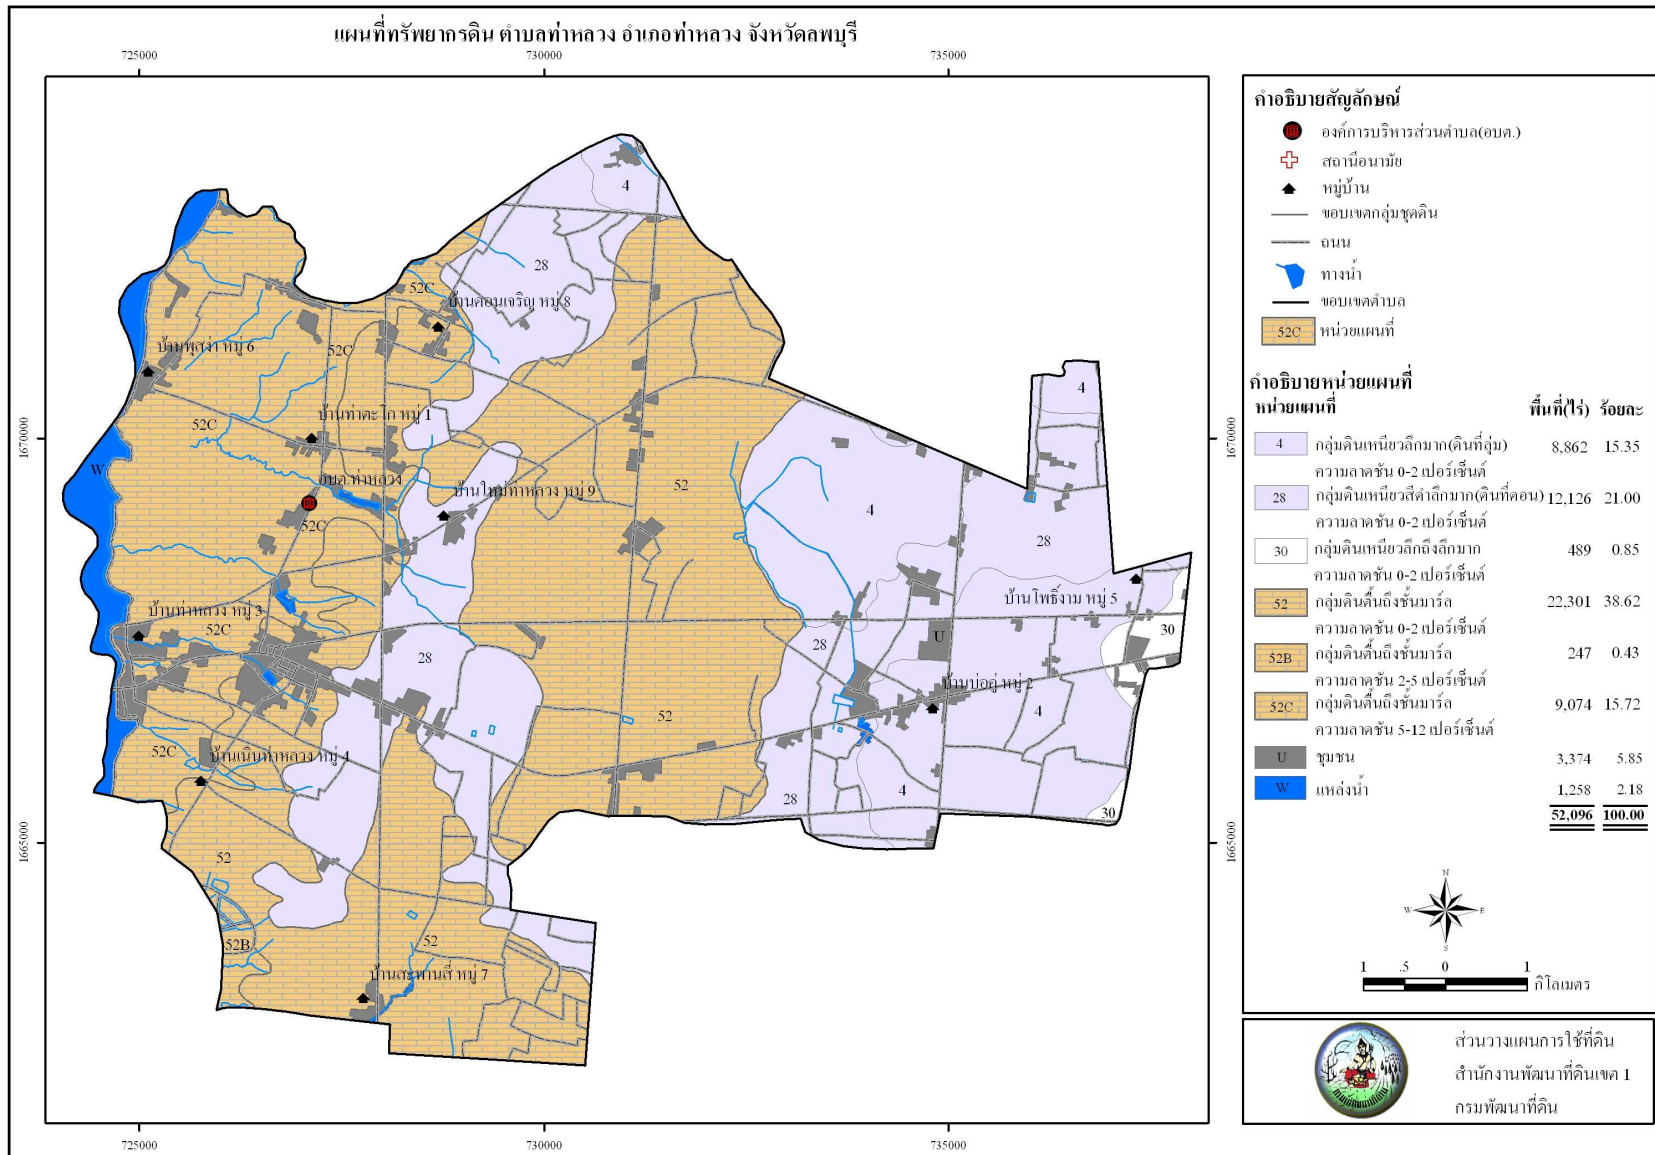 แผนที่ทรัพยากรดิน ตำบลท่าหลวง อำเภอท่าหลวง จังหวัดลพบุรี
725000 730000 735000
4
28
52C
บ้านดอนเจริญ หมู่ 8
52C
บ้านพุสง่า หมู่ 6
4
บ้านท่าตะโก หมู่ 1
52C
1670000 1670000
W
อบต.ท่าหลวง
บ้านใหม่ท่าหลวง หมู่ 9
52
52C
4
28
บ้านโพธิ์งาม หมู่ 5
บ้านท่าหลวง หมู่ 3
52C
30
28
28
U
บ้านบ่อคู่ หมู่ 2
4
52
52C
บ้านเนินท่าหลวง หมู่ 4
28
4
30
1665000 1665000
52
52B
52
บ้านสะพานสี่ หมู่ 7
725000 730000 735000
คำอธิบายสัญลักษณ์
องค์การบริหารส่วนตำบล(อบต.)
สถานีอนามัย
หมู่บ้าน
ขอบเขตกลุ่มชุดดิน
ถนน
ทางน้ำ
ขอบเขตตำบล
52C หน่วยแผนที่
คำอธิบายหน่วยแผนที่
หน่วยแผนที่ พื้นที่(ไร่) ร้อยละ
4 กลุ่มดินเหนียวลึกมาก(ดินที่ลุ่ม) 8,862 15.35
ความลาดชัน 0-2 เปอร์เซ็นต์
28 กลุ่มดินเหนียวสีดำลึกมาก(ดินที่ดอน) 12,126 21.00
ความลาดชัน 0-2 เปอร์เซ็นต์
30 กลุ่มดินเหนียวลึกถึงลึกมาก 489 0.85
ความลาดชัน 0-2 เปอร์เซ็นต์
52 กลุ่มดินตื้นถึงชั้นมาร์ล 22,301 38.62
ความลาดชัน 0-2 เปอร์เซ็นต์
52B กลุ่มดินตื้นถึงชั้นมาร์ล 247 0.43
ความลาดชัน 2-5 เปอร์เซ็นต์
52C กลุ่มดินตื้นถึงชั้นมาร์ล 9,074 15.72
ความลาดชัน 5-12 เปอร์เซ็นต์
U ชุมชน 3,374 5.85
W แหล่งน้ำ 1,258 2.18
52,096 100.00
N
W E
S
1 .5 0 1
กิโลเมตร
ส่วนวางแผนการใช้ที่ดิน
สำนักงานพัฒนาที่ดินเขต 1
กรมพัฒนาที่ดิน
กรมพัฒนาที่ดิน